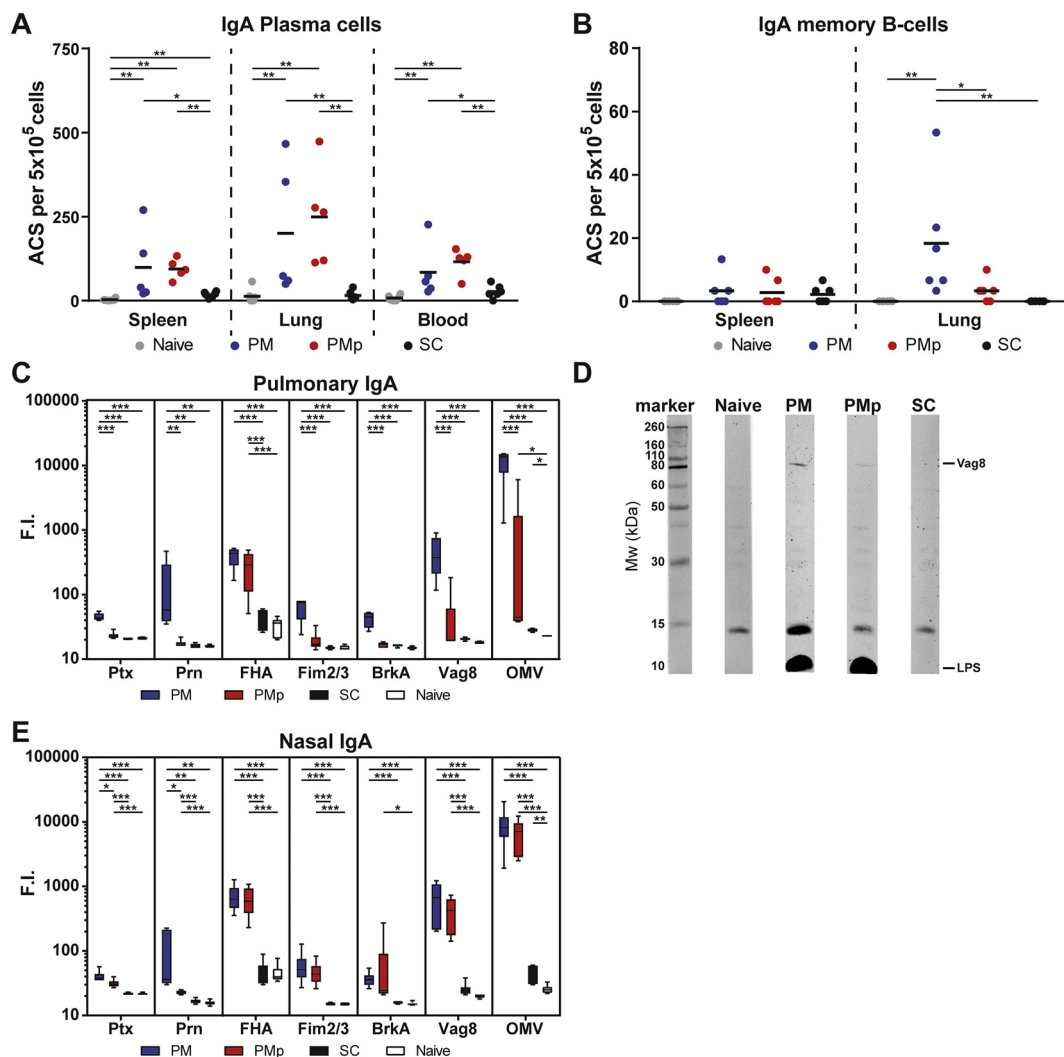 A
IgA Plasma cells
ACS per 5x10⁵ cells
750
500
250
0
**
**
**
*
**
**
**
**
**
**
**
*
**
Spleen Lung Blood
Naive PM PMp SC
B
IgA memory B-cells
ACS per 5x10⁵ cells
80
60
40
20
0
**
*
**
Spleen Lung
Naive PM PMp SC
C
Pulmonary IgA
F.I.
100000
10000
1000
100
10
*** ** *** *** *** *** ***
*** ** *** *** *** *** ***
*** ** *** *** *** *** ***
*** *
*** *
Ptx Prn FHA Fim2/3 BrkA Vag8 OMV
PM PMp SC Naive
D
marker Naive PM PMp SC
Mw (kDa)
260
160
110
80
60
50
30
15
10
Vag8
LPS
E
Nasal IgA
F.I.
100000
10000
1000
100
10
*** ** *** *** *** *** ***
*** ** *** *** *** *** ***
* * *** *** * *** ***
*** *** *** *** *** ***
*** *** **
Ptx Prn FHA Fim2/3 BrkA Vag8 OMV
PM PMp SC Naive